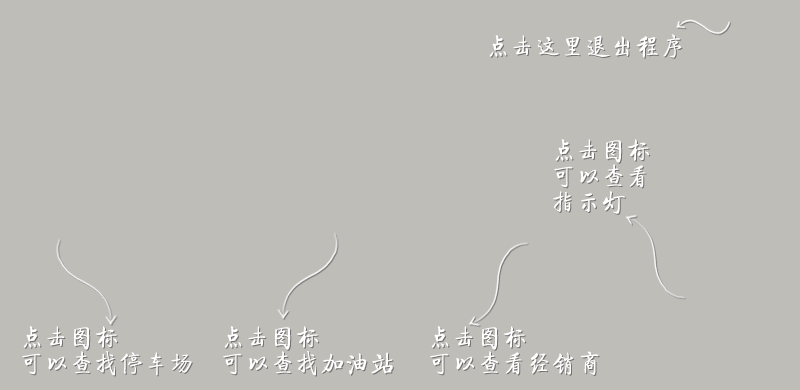 点击这里退出程序
点击图标
可以查看
指示灯
点击图标
可以查找停车场
点击图标
可以查找加油站
点击图标
可以查看经销商